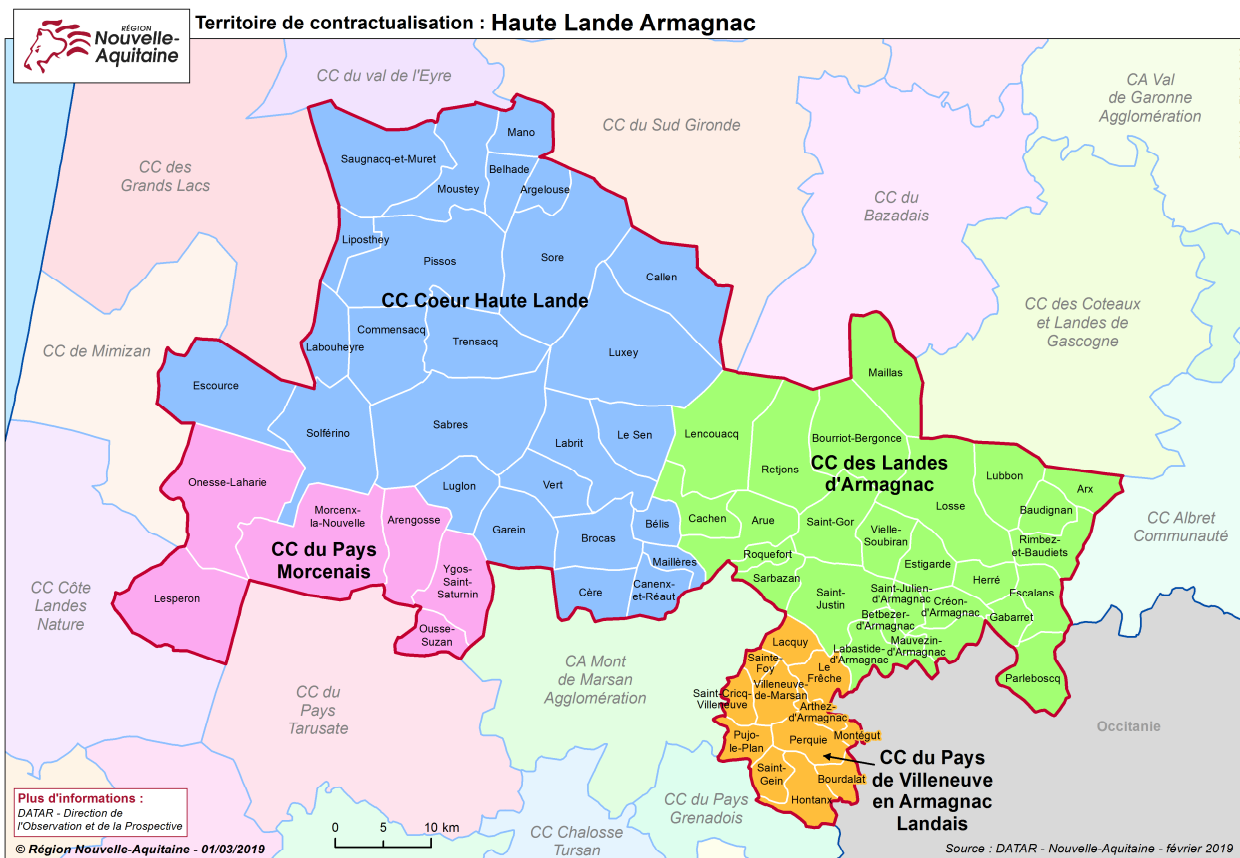 RÉGION
Nouvelle-
Aquitaine
Territoire de contractualisation : Haute Lande Armagnac
CC du val de l'Eyre
CC du Sud Gironde
CA Val
de Garonne
Agglomération
CC des
Grands Lacs
CC du
Bazadais
CC des Coteaux
et Landes de
Gascogne
CC de Mimizan
CC Albret
Communauté
CC Côte
Landes
Nature
CA Mont
de Marsan
Agglomération
CC du
Pays
Tarusate
CC du Pays
Grenadois
CC Chalosse
Tursan
Occitanie
CC Coeur Haute Lande
Mano
Saugnacq-et-Muret
Belhade
Moustey
Argelouse
Liposthey
Pissos
Sore
Callen
Commensacq
Trensacq
Labouheyre
Luxey
Escource
Solférino
Sabres
Labrit
Le Sen
Luglon
Vert
Garein
Brocas
Bélis
Maillères
Cère
Canenx-
et-Réaut
CC du Pays
Morcenais
Onesse-Laharie
Morcenx-
la-Nouvelle
Arengosse
Ygos-
Saint-
Saturnin
Lesperon
Ousse-
Suzan
CC des Landes
d'Armagnac
Maillas
Lencouacq
Bourriot-Bergonce
Retjons
Lubbon
Arx
Losse
Baudignan
Cachen
Arue
Saint-Gor
Vielle-
Soubiran
Rimbez-
et-Baudiets
Roquefort
Estigarde
Sarbazan
Herré
Saint-
Justin
Saint-Julien-
d'Armagnac
Escalans
Créon-
d'Armagnac
Betbezer-
d'Armagnac
Gabarret
Mauvezin-
d'Armagnac
Labastide-
d'Armagnac
Parleboscq
CC du Pays
de Villeneuve
en Armagnac
Landais
Lacquy
Sainte-
Foy
Le
Frêche
Villeneuve-
de-Marsan
Saint-Cricq-
Villeneuve
Arthez-
d'Armagnac
Pujo-
le-Plan
Perquie
Montégut
Saint-
Gein
Bourdalat
Hontanx
Plus d'informations :
DATAR - Direction de
l'Observation et de la Prospective
0 5 10 km
© Région Nouvelle-Aquitaine - 01/03/2019
Source : DATAR - Nouvelle-Aquitaine - février 2019